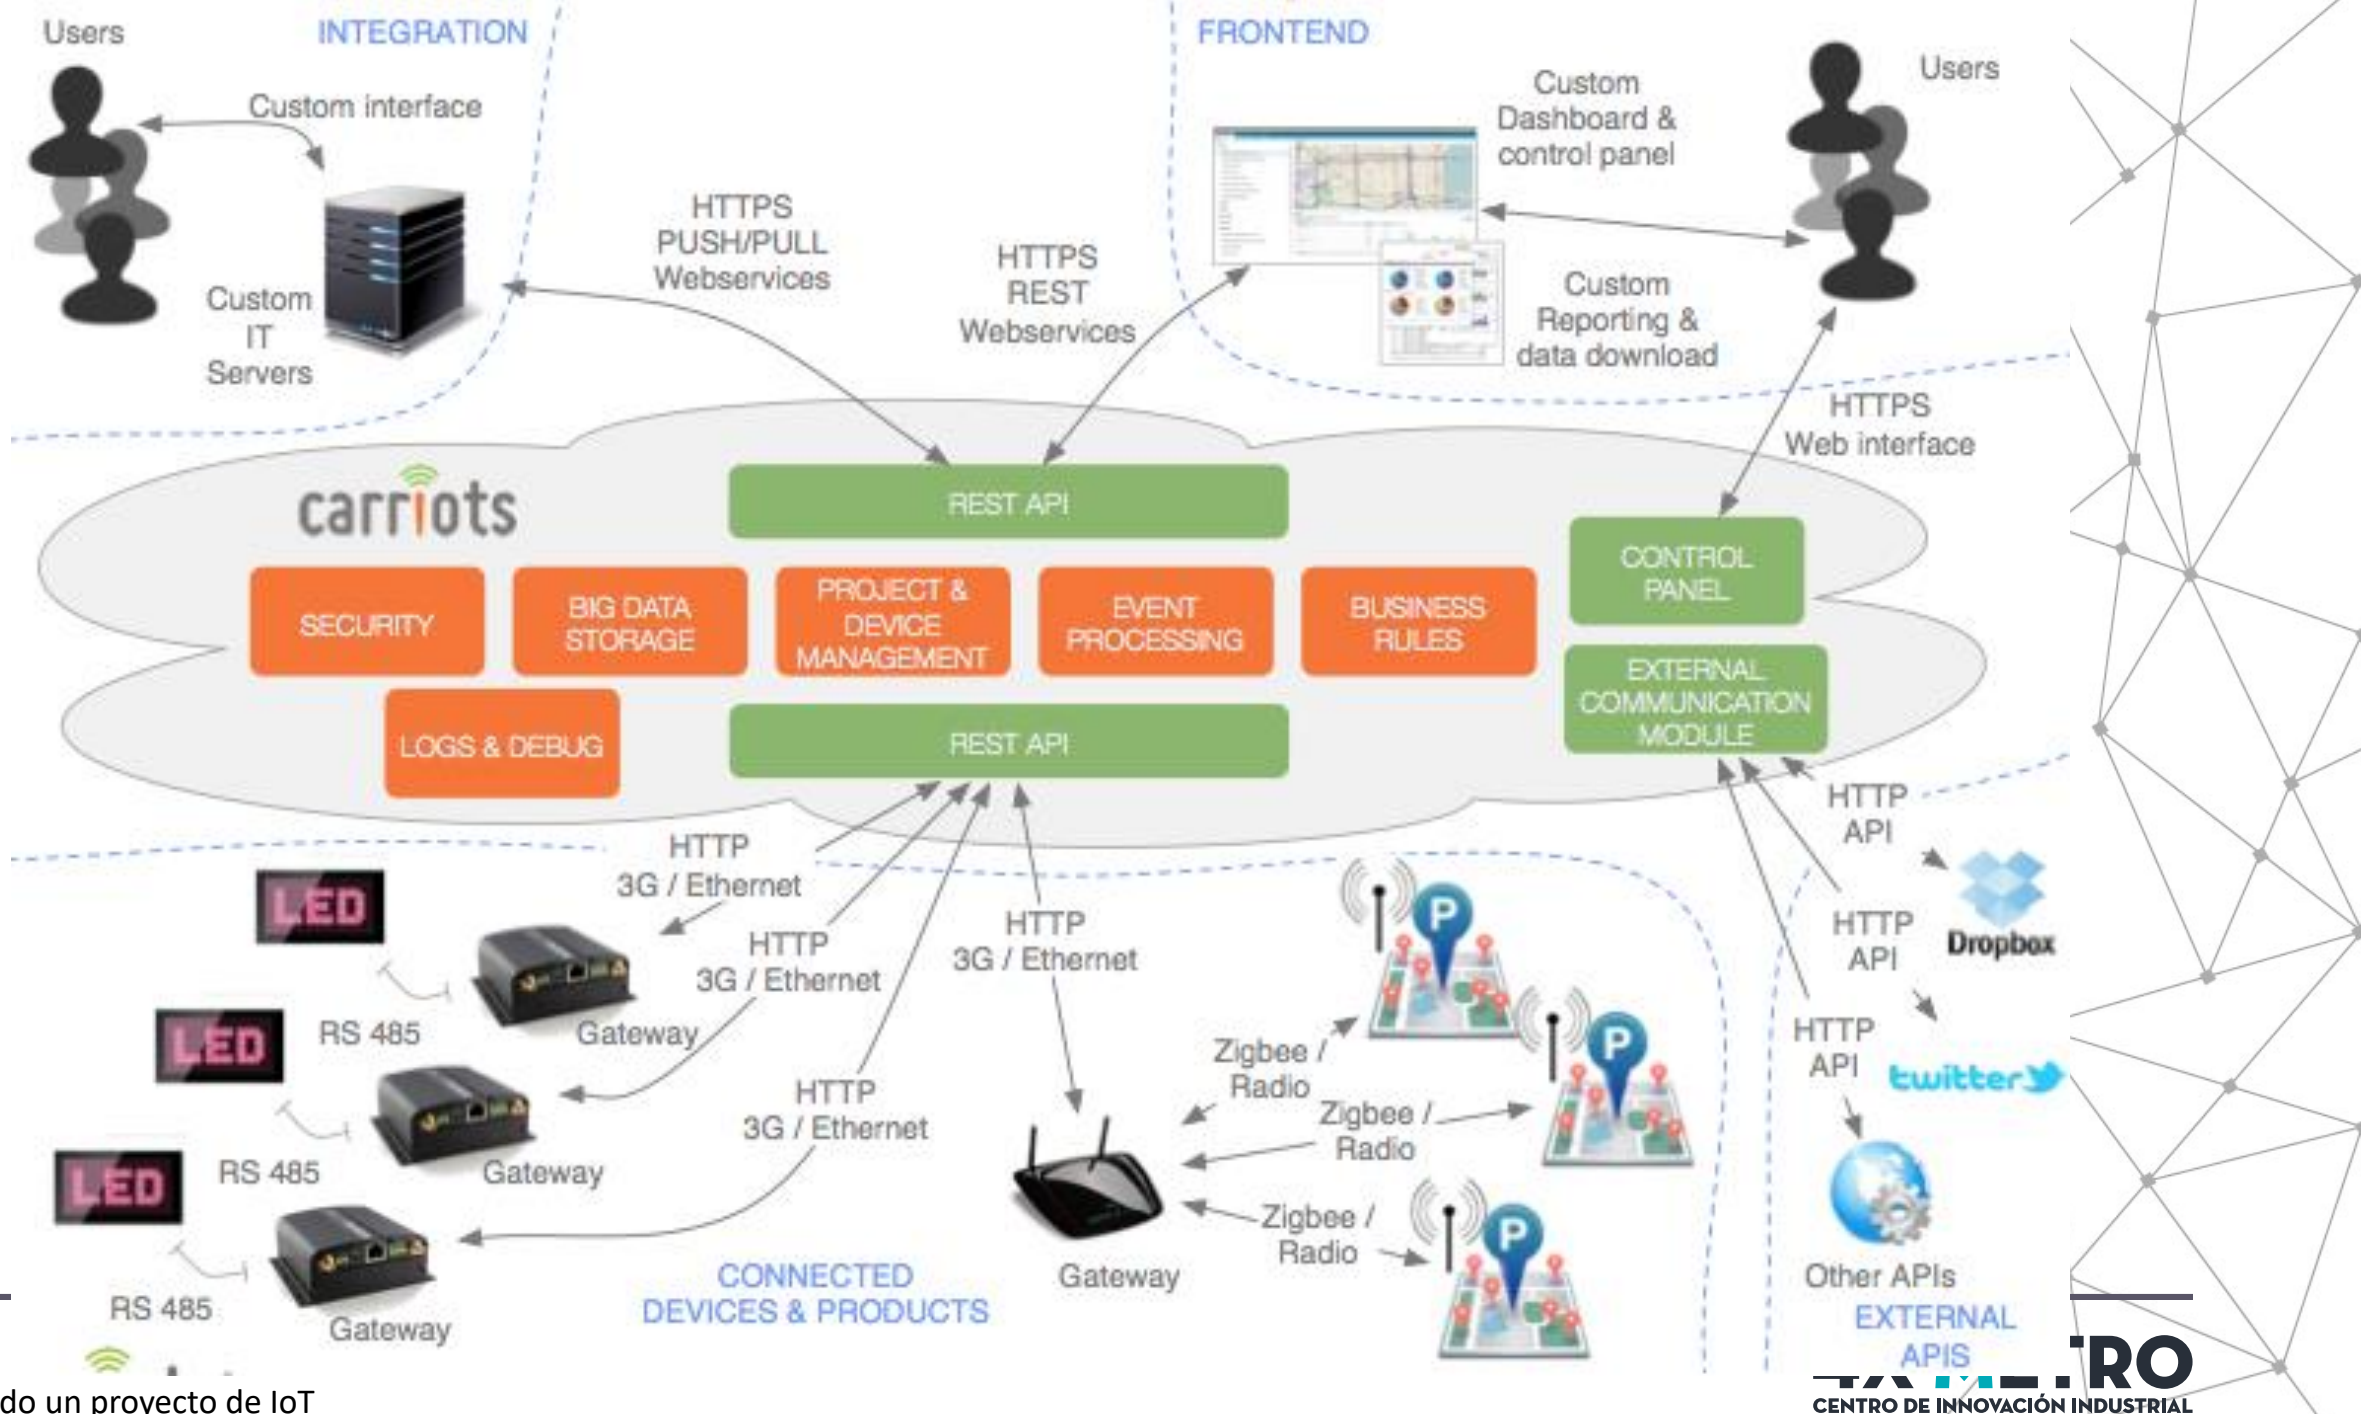 Users
INTEGRATION
Custom interface
Custom
IT
Servers
HTTPS
PUSH/PULL
Webservices
HTTPS
REST
Webservices
FRONTEND
Custom
Dashboard &
control panel
Users
Custom
Reporting &
data download
HTTPS
Web interface
carriots
REST API
CONTROL
PANEL
SECURITY
BIG DATA
STORAGE
PROJECT &
DEVICE
MANAGEMENT
EVENT
PROCESSING
BUSINESS
RULES
EXTERNAL
COMMUNICATION
MODULE
LOGS & DEBUG
REST API
HTTP
3G / Ethernet
HTTP
3G / Ethernet
HTTP
3G / Ethernet
HTTP
3G / Ethernet
LED
RS 485
Gateway
LED
RS 485
Gateway
LED
RS 485
Gateway
CONNECTED
DEVICES & PRODUCTS
Gateway
Zigbee /
Radio
Zigbee /
Radio
Zigbee /
Radio
P
P
P
HTTP
API
Dropbox
HTTP
API
twitter
HTTP
API
Other APIs
EXTERNAL
APIS
do un proyecto de IoT
CENTRO DE INNOVACIÓN INDUSTRIAL